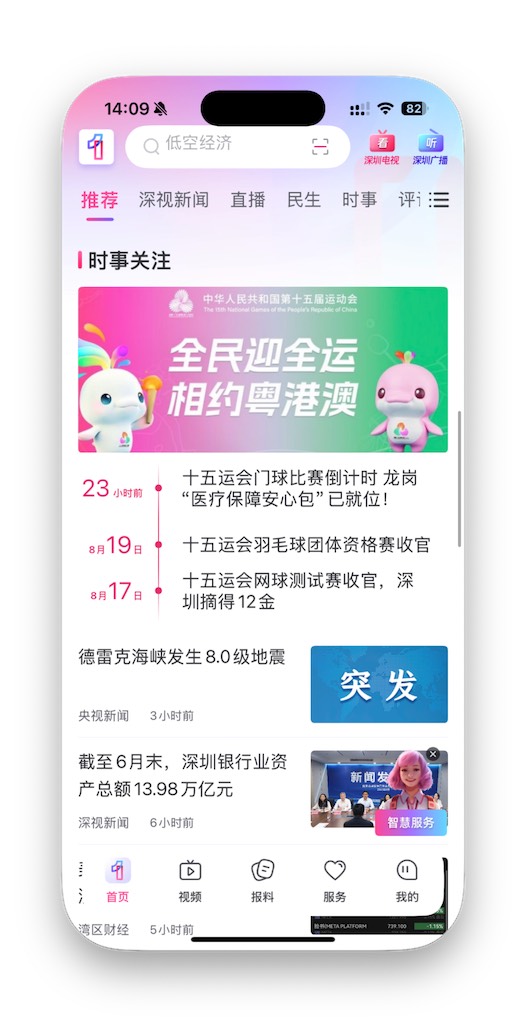 14:09
82
低空经济
看
深圳电视
听
深圳广播
推荐 深视新闻 直播 民生 时事
时事关注
中华人民共和国第十五届运动会
The 15th National Games of the People's Republic of China
全民迎全运
相约粤港澳
23 小时前
十五运会门球比赛倒计时 龙岗
“医疗保障安心包” 已就位！
8月19日
十五运会羽毛球团体资格赛收官
8月17日
十五运会网球测试赛收官，深
圳摘得12金
德雷克海峡发生8.0级地震
央视新闻 3小时前
突发
截至6月末，深圳银行业资
产总额13.98万亿元
深视新闻 6小时前
新闻发
智慧服务
首页 视频 报料 服务 我的
湾区财经 5小时前
脸书(META PLATFORM 739.100 -1.15%